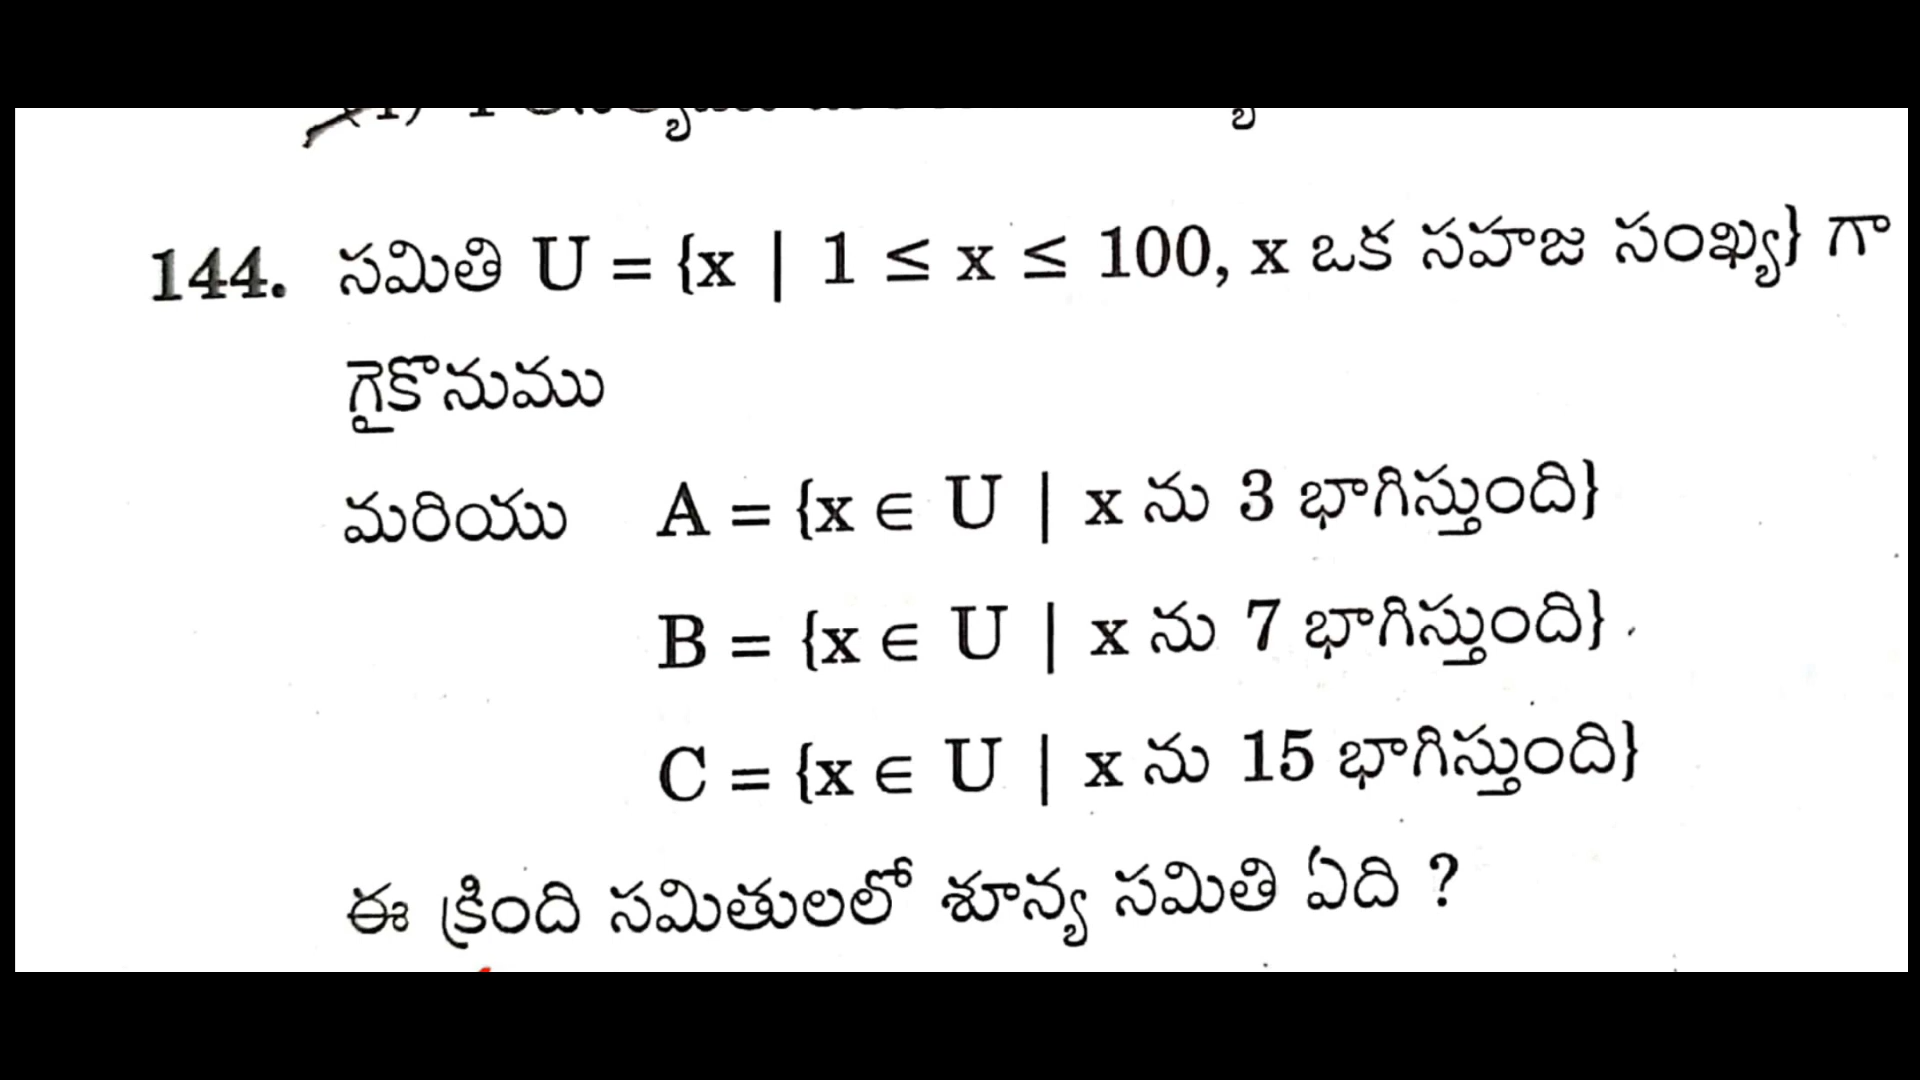 144. సమితి U = {x | 1 ≤ x ≤ 100, x ఒక సహజ సంఖ్య} గా
గైకొనుము
మరియు A = {x ∈ U | x ను 3 భాగిస్తుంది}
B = {x ∈ U | x ను 7 భాగిస్తుంది}.
C = {x ∈ U | x ను 15 భాగిస్తుంది}
ఈ క్రింది సమితులలో శూన్య సమితి ఏది ?